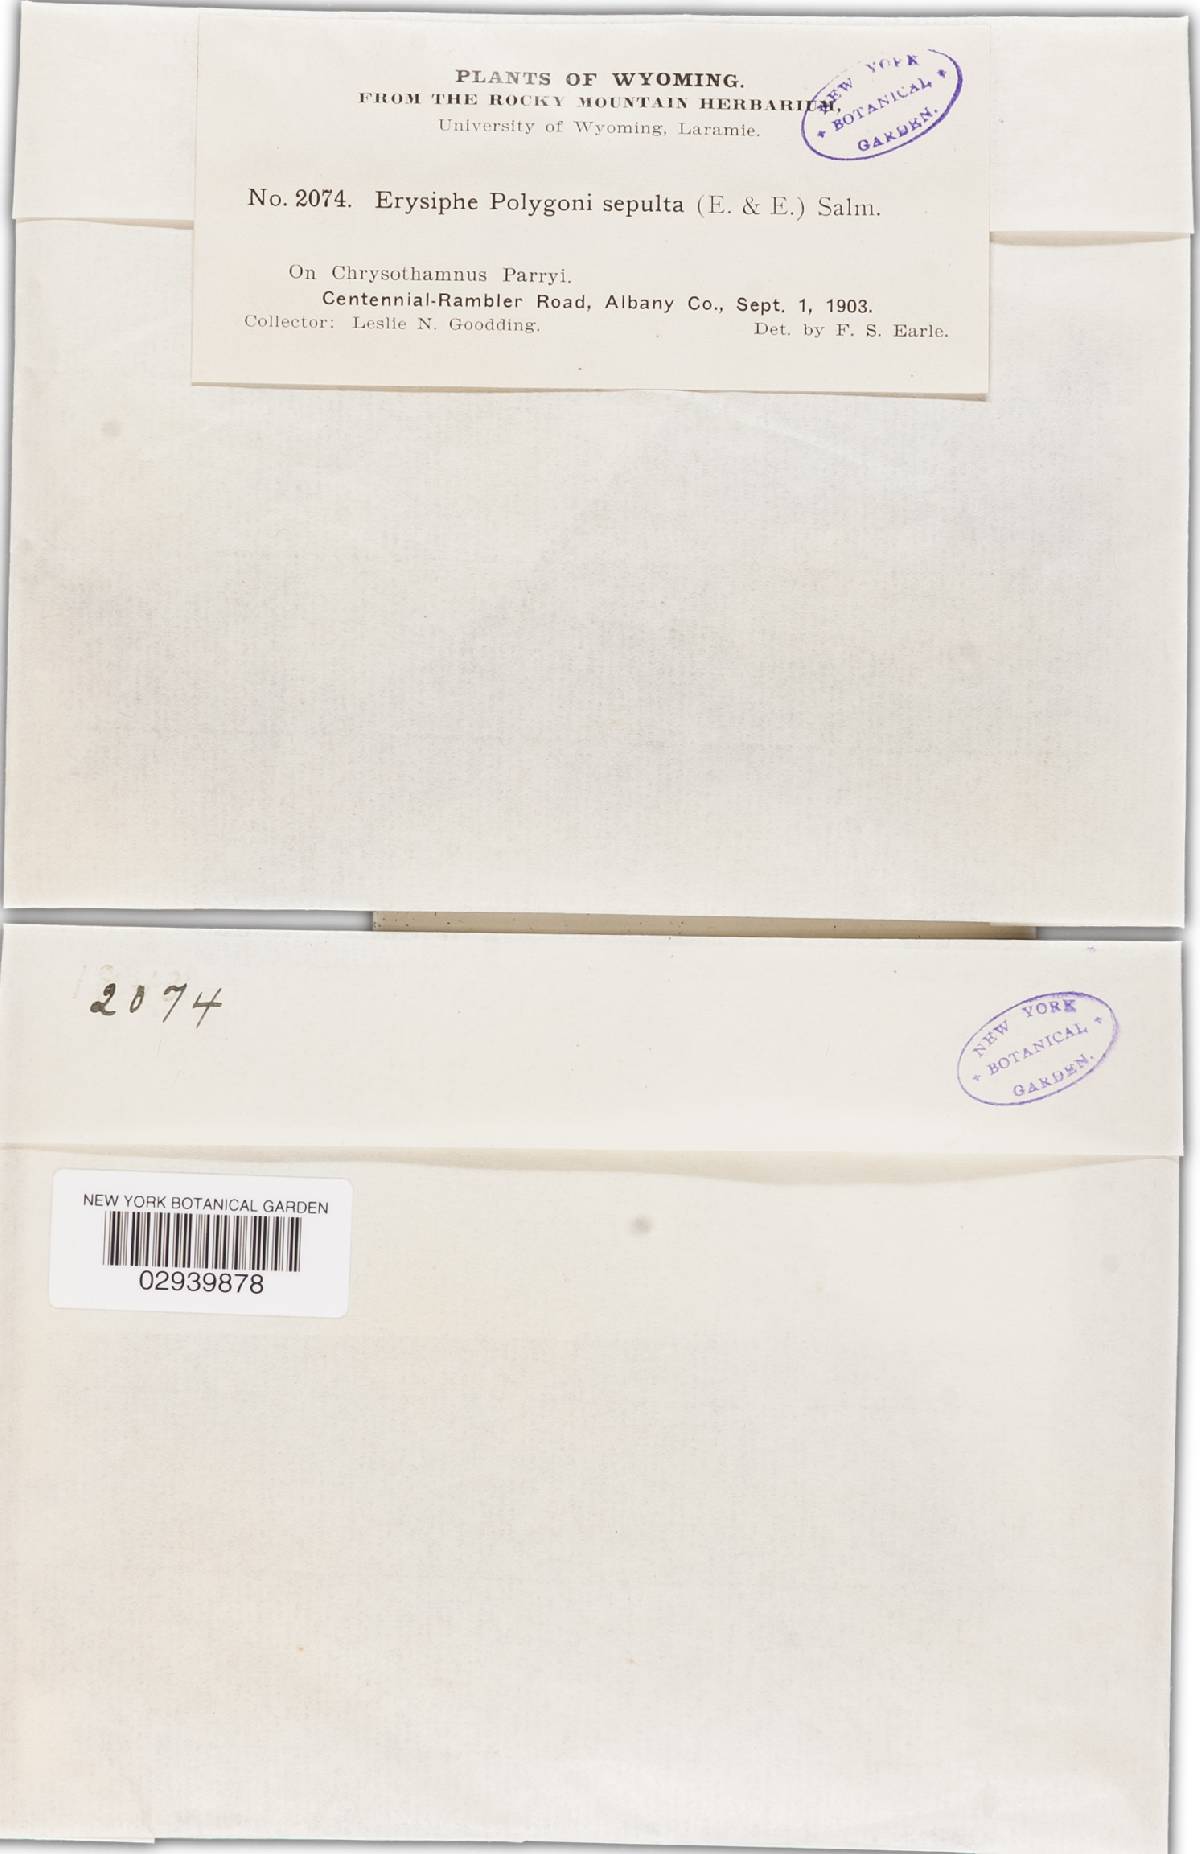 PLANTS OF WYOMING.
FROM THE ROCKY MOUNTAIN HERBARIUM,
University of Wyoming, Laramie.
NEW YORK
BOTANICAL
GARDEN.
No. 2074. Erysiphe Polygoni sepulta (E. & E.) Salm.
On Chrysothamnus Parryi.
Centennial-Rambler Road, Albany Co., Sept. 1, 1903.
Collector: Leslie N. Goodding.
Det. by F. S. Earle.
2074
NEW YORK
BOTANICAL
GARDEN.
NEW YORK BOTANICAL GARDEN
02939878